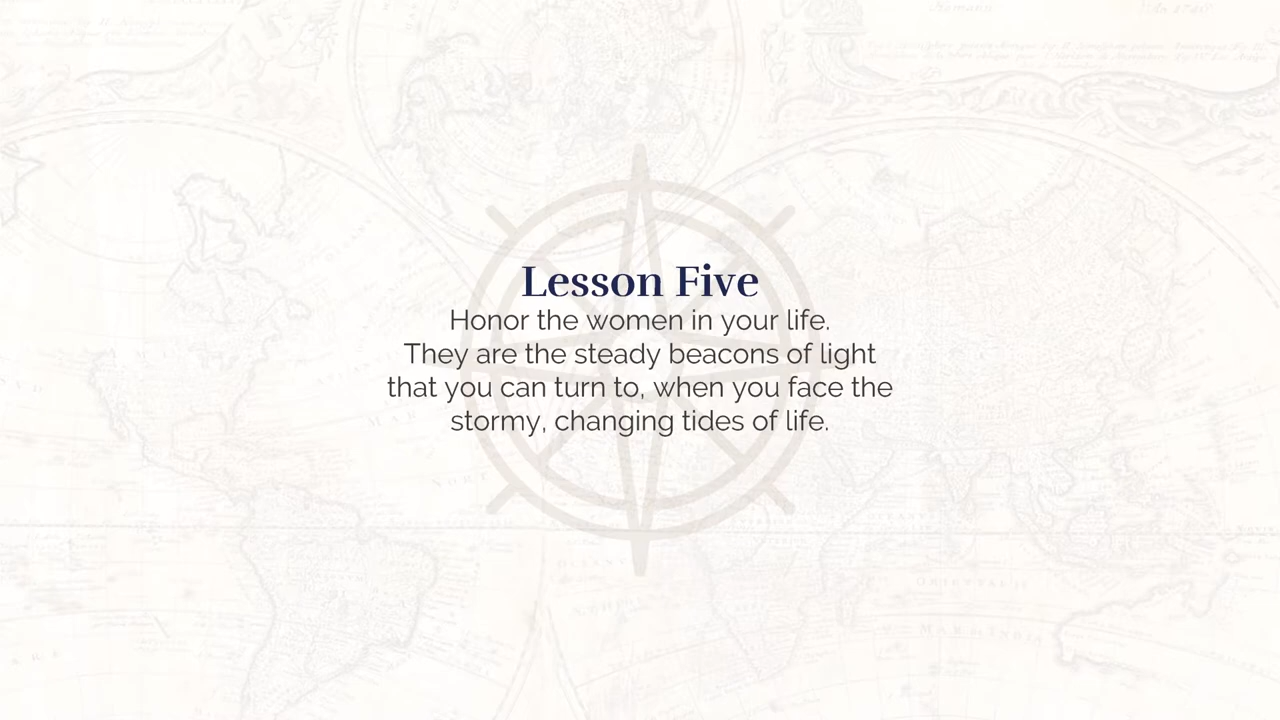 Lesson Five
Honor the women in your life.
They are the steady beacons of light
that you can turn to, when you face the
stormy, changing tides of life.